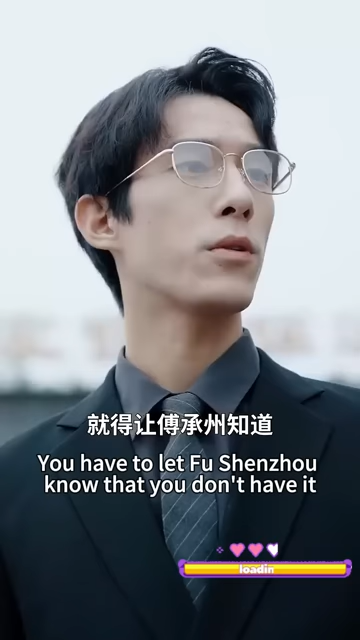 就得让傅承州知道
You have to let Fu Shenzhou
know that you don't have it
loadin